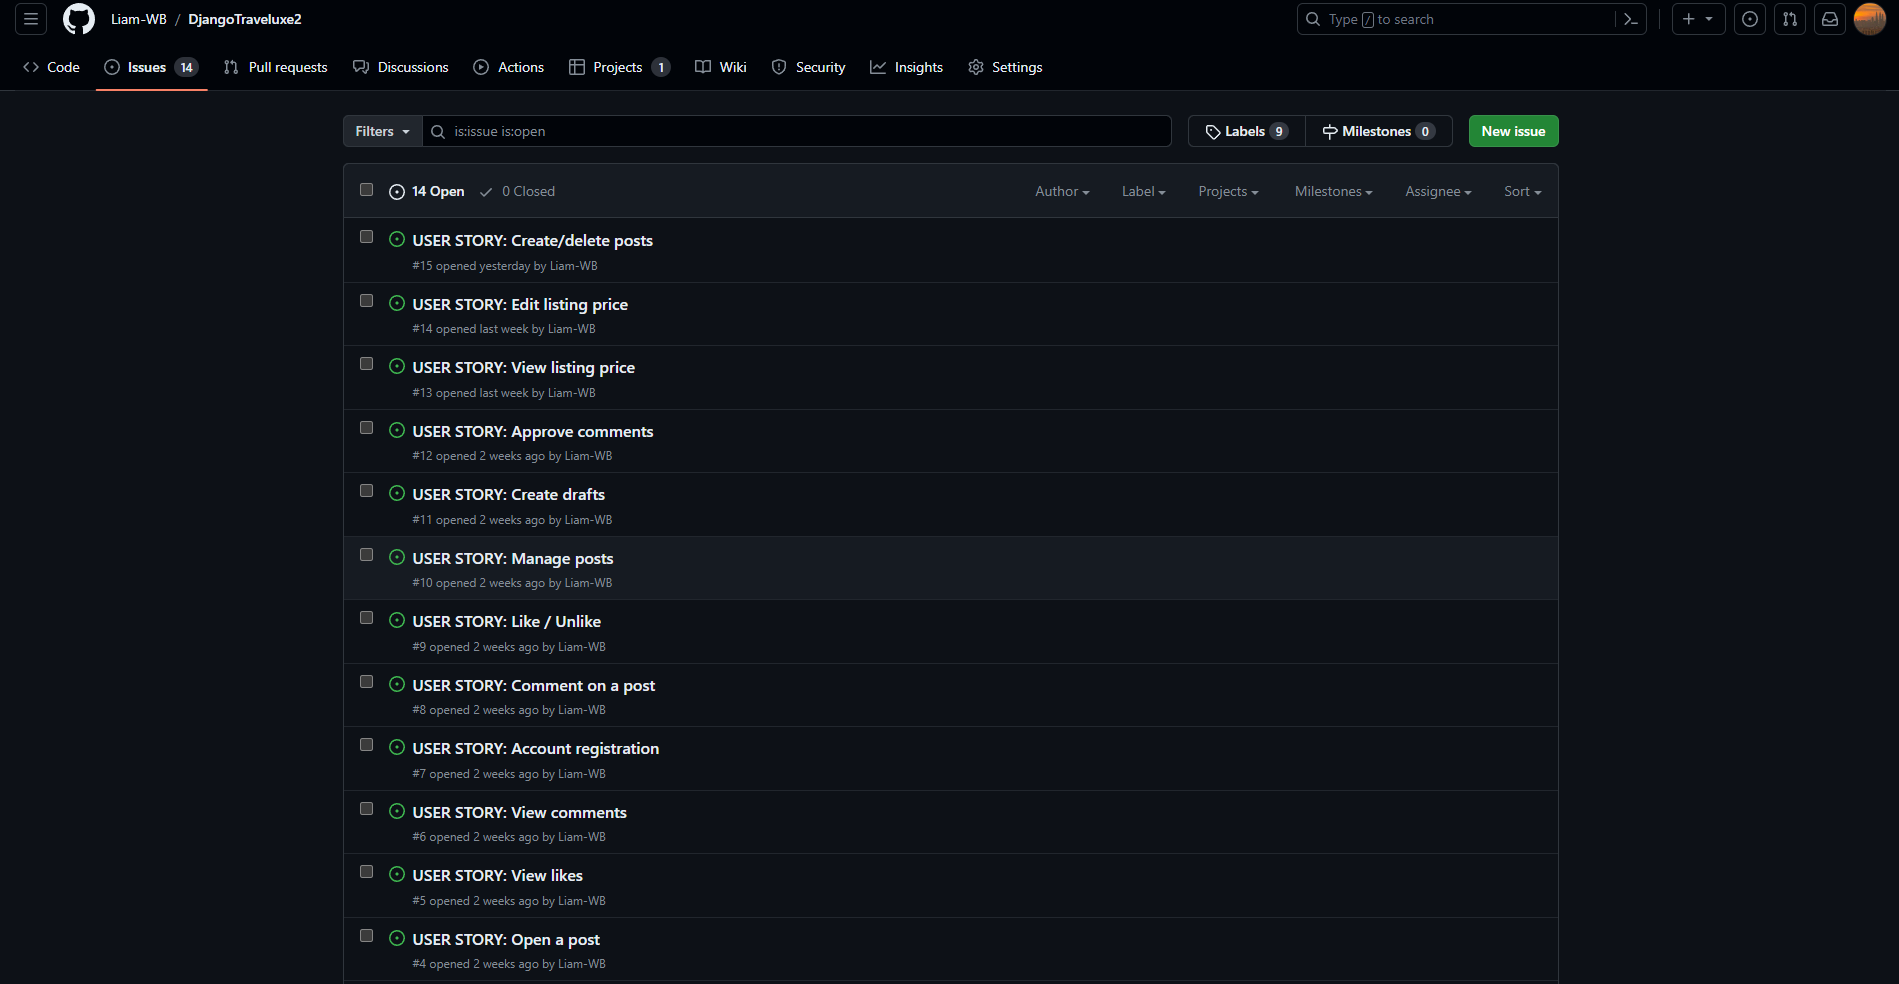 Liam-WB / DjangoTraveluxe2
Type / to search
Code
Issues 14
Pull requests
Discussions
Actions
Projects 1
Wiki
Security
Insights
Settings
Filters
is:issue is:open
Labels 9
Milestones 0
New issue
14 Open
0 Closed
Author
Label
Projects
Milestones
Assignee
Sort
USER STORY: Create/delete posts
#15 opened yesterday by Liam-WB
USER STORY: Edit listing price
#14 opened last week by Liam-WB
USER STORY: View listing price
#13 opened last week by Liam-WB
USER STORY: Approve comments
#12 opened 2 weeks ago by Liam-WB
USER STORY: Create drafts
#11 opened 2 weeks ago by Liam-WB
USER STORY: Manage posts
#10 opened 2 weeks ago by Liam-WB
USER STORY: Like / Unlike
#9 opened 2 weeks ago by Liam-WB
USER STORY: Comment on a post
#8 opened 2 weeks ago by Liam-WB
USER STORY: Account registration
#7 opened 2 weeks ago by Liam-WB
USER STORY: View comments
#6 opened 2 weeks ago by Liam-WB
USER STORY: View likes
#5 opened 2 weeks ago by Liam-WB
USER STORY: Open a post
#4 opened 2 weeks ago by Liam-WB